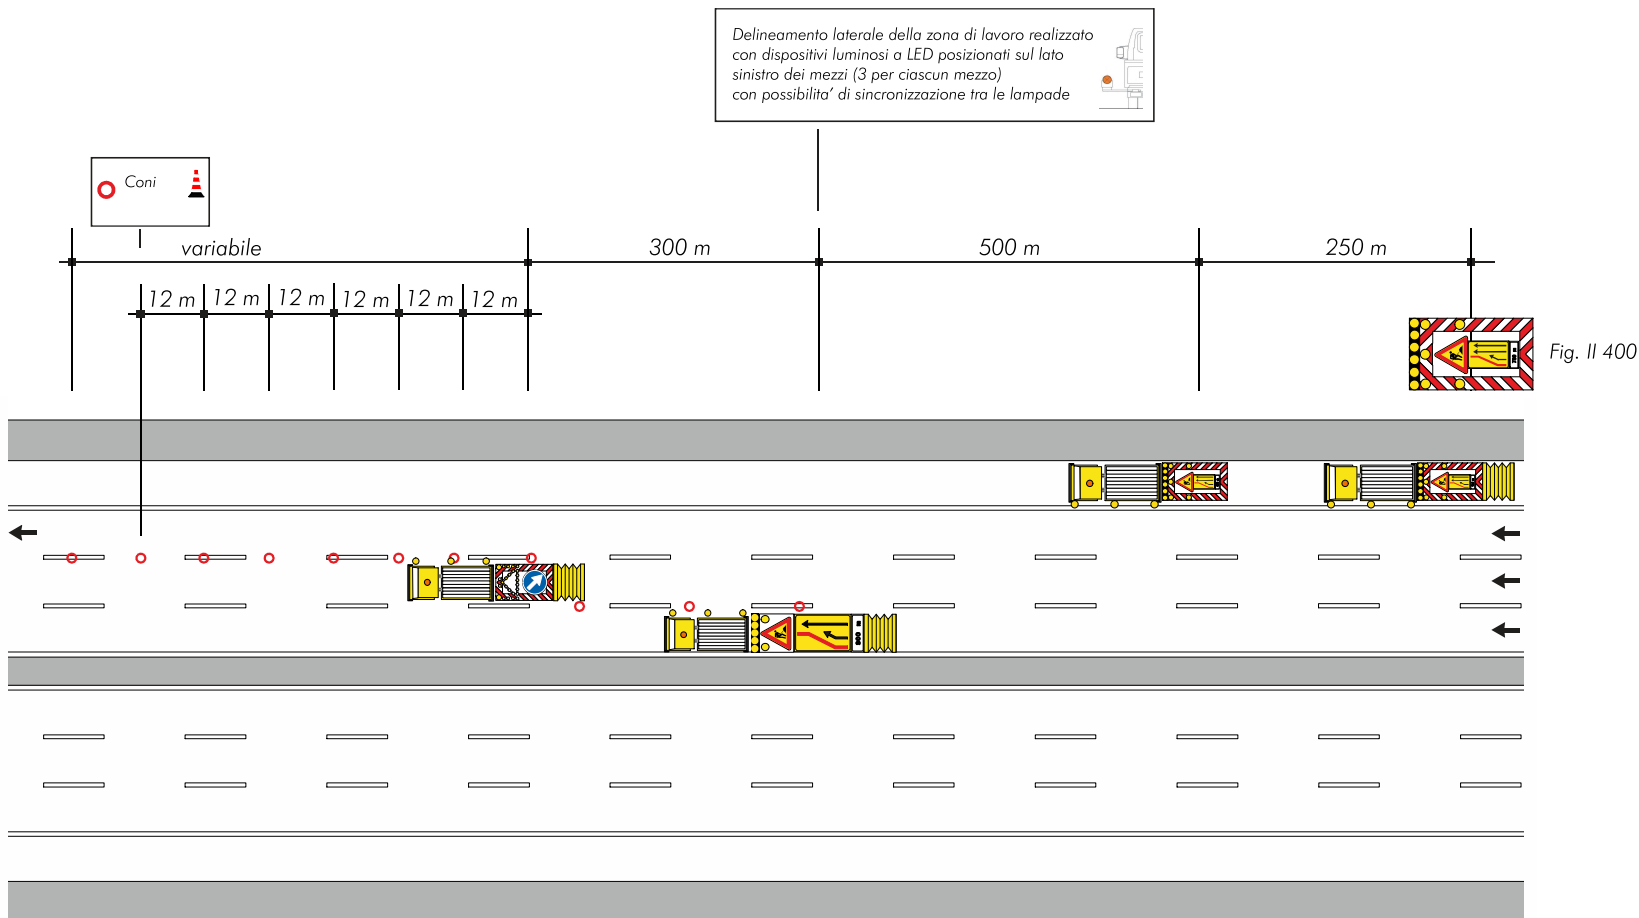 Delineamento laterale della zona di lavoro realizzato
con dispositivi luminosi a LED posizionati sul lato
sinistro dei mezzi (3 per ciascun mezzo)
con possibilita' di sincronizzazione tra le lampade
Coni
variabile
300 m
500 m
250 m
12 m
12 m
12 m
12 m
12 m
12 m
Fig. II 400